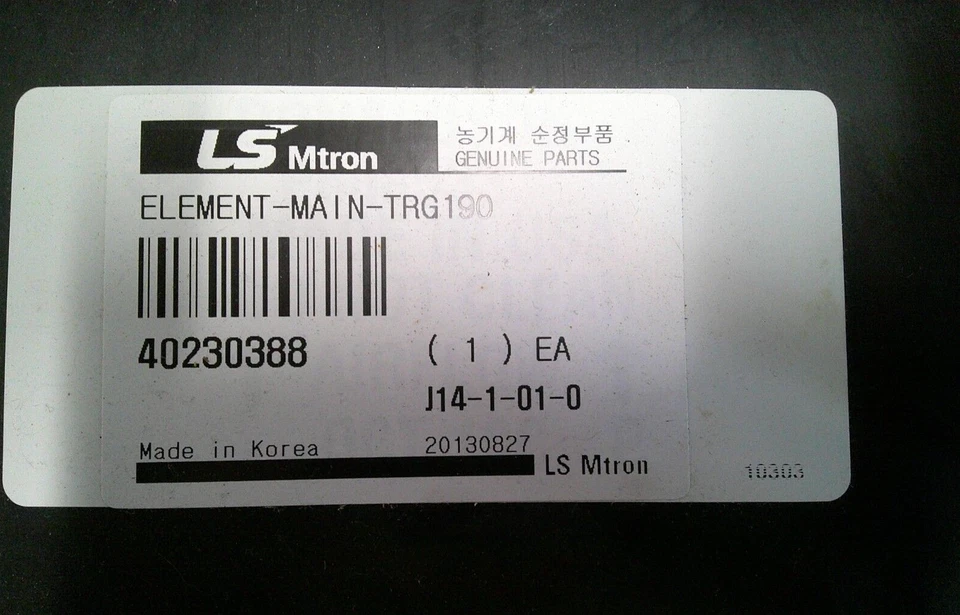 LS Mtron
농기계 순정부품
GENUINE PARTS
ELEMENT-MAIN-TRG190
40230388
( 1 ) EA
J14-1-01-0
Made in Korea
20130827
LS Mtron
10303